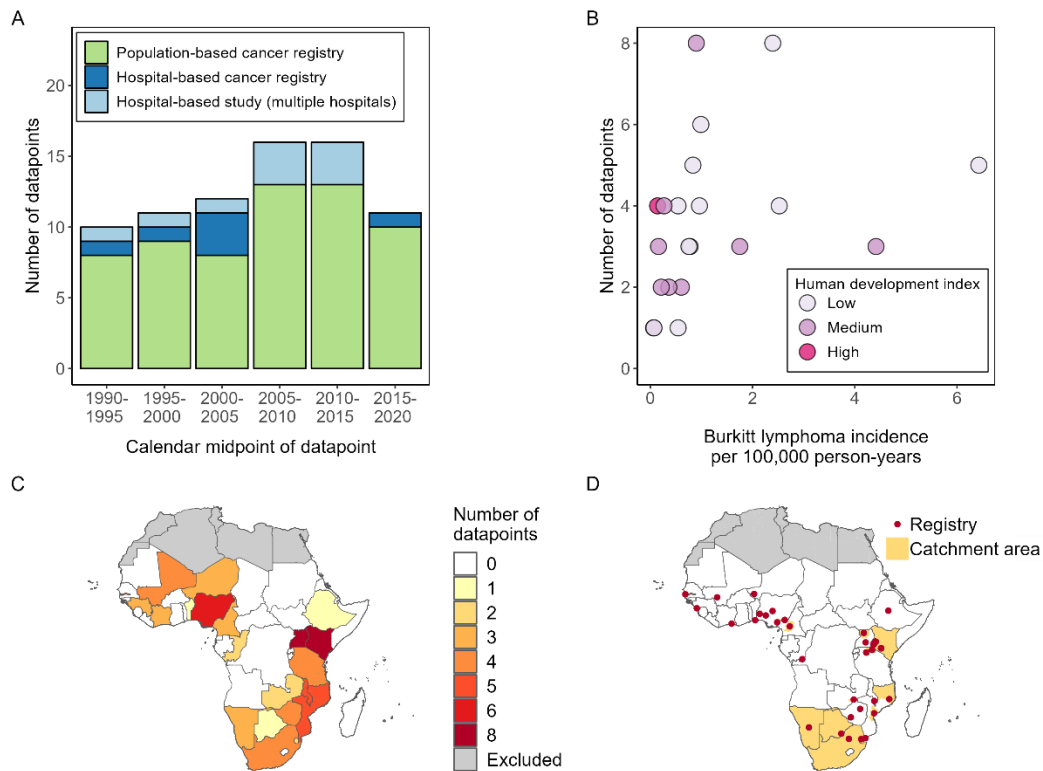 A
Population-based cancer registry
Hospital-based cancer registry
Hospital-based study (multiple hospitals)
Number of datapoints
20
15
10
5
0
1990-
1995
1995-
2000
2000-
2005
2005-
2010
2010-
2015
2015-
2020
Calendar midpoint of datapoint
B
Number of datapoints
8
6
4
2
0
Human development index
Low
Medium
High
0
2
4
6
Burkitt lymphoma incidence
per 100,000 person-years
C
Number of
datapoints
0
1
2
3
4
5
6
8
Excluded
D
Registry
Catchment area